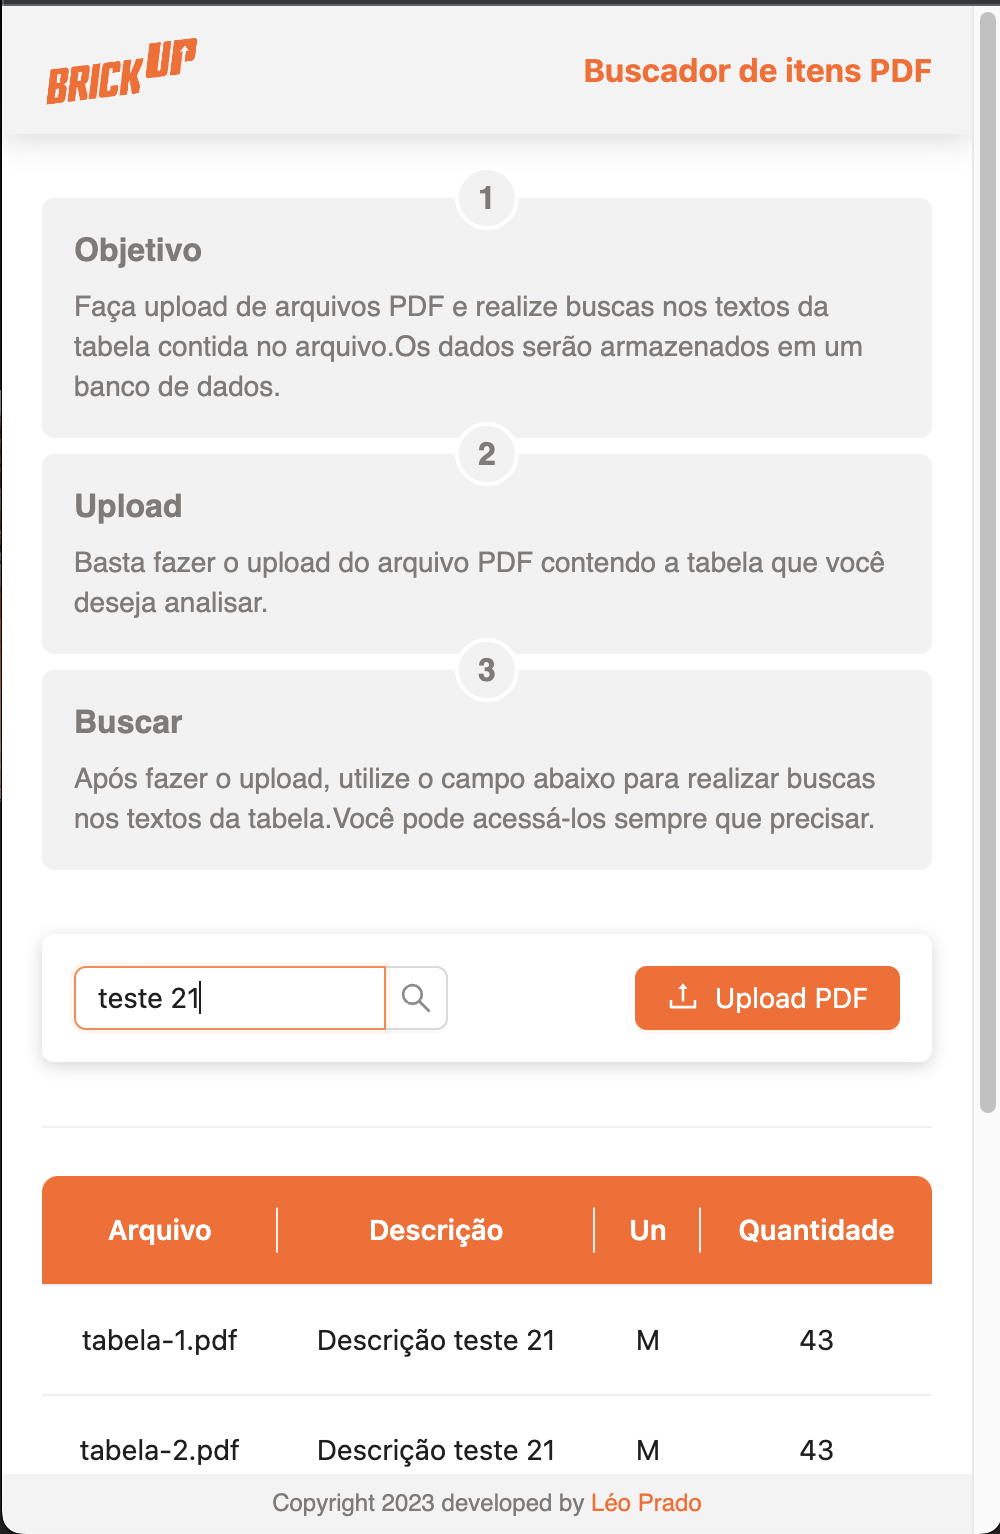 BRICKUP
Buscador de itens PDF
1
Objetivo
Faça upload de arquivos PDF e realize buscas nos textos da
tabela contida no arquivo.Os dados serão armazenados em um
banco de dados.
2
Upload
Basta fazer o upload do arquivo PDF contendo a tabela que você
deseja analisar.
3
Buscar
Após fazer o upload, utilize o campo abaixo para realizar buscas
nos textos da tabela.Você pode acessá-los sempre que precisar.
teste 21
Upload PDF
Arquivo Descrição Un Quantidade
tabela-1.pdf Descrição teste 21 M 43
tabela-2.pdf Descrição teste 21 M 43
Copyright 2023 developed by Léo Prado